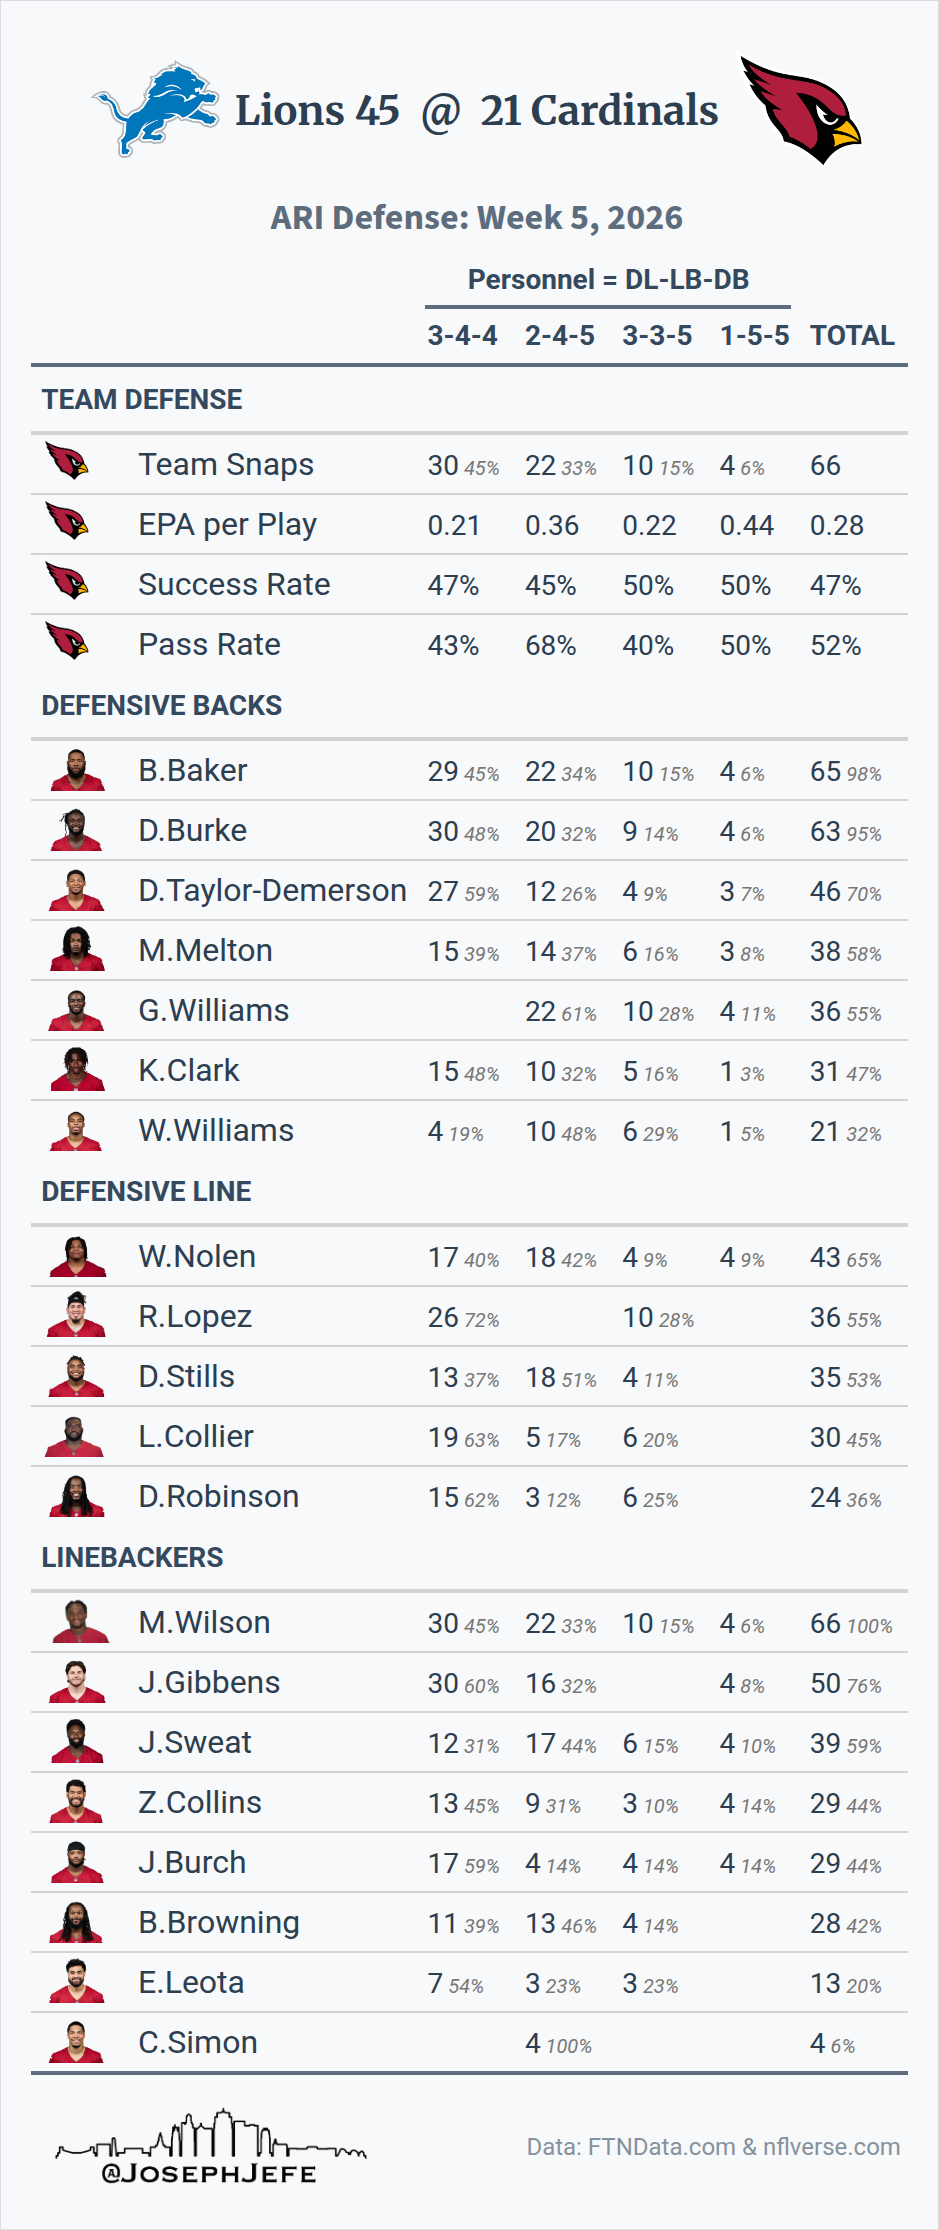 Lions 45 @ 21 Cardinals
ARI Defense: Week 5, 2026
Personnel = DL-LB-DB
3-4-4 2-4-5 3-3-5 1-5-5 TOTAL
TEAM DEFENSE
Team Snaps 30 45% 22 33% 10 15% 4 6% 66
EPA per Play 0.21 0.36 0.22 0.44 0.28
Success Rate 47% 45% 50% 50% 47%
Pass Rate 43% 68% 40% 50% 52%
DEFENSIVE BACKS
B.Baker 29 45% 22 34% 10 15% 4 6% 65 98%
D.Burke 30 48% 20 32% 9 14% 4 6% 63 95%
D.Taylor-Demerson 27 59% 12 26% 4 9% 3 7% 46 70%
M.Melton 15 39% 14 37% 6 16% 3 8% 38 58%
G.Williams 22 61% 10 28% 4 11% 36 55%
K.Clark 15 48% 10 32% 5 16% 1 3% 31 47%
W.Williams 4 19% 10 48% 6 29% 1 5% 21 32%
DEFENSIVE LINE
W.Nolen 17 40% 18 42% 4 9% 4 9% 43 65%
R.Lopez 26 72% 10 28% 36 55%
D.Stills 13 37% 18 51% 4 11% 35 53%
L.Collier 19 63% 5 17% 6 20% 30 45%
D.Robinson 15 62% 3 12% 6 25% 24 36%
LINEBACKERS
M.Wilson 30 45% 22 33% 10 15% 4 6% 66 100%
J.Gibbens 30 60% 16 32% 4 8% 50 76%
J.Sweat 12 31% 17 44% 6 15% 4 10% 39 59%
Z.Collins 13 45% 9 31% 3 10% 4 14% 29 44%
J.Burch 17 59% 4 14% 4 14% 4 14% 29 44%
B.Browning 11 39% 13 46% 4 14% 28 42%
E.Leota 7 54% 3 23% 3 23% 13 20%
C.Simon 4 100% 4 6%
@JOSEPHJEFE
Data: FTNData.com & nflverse.com